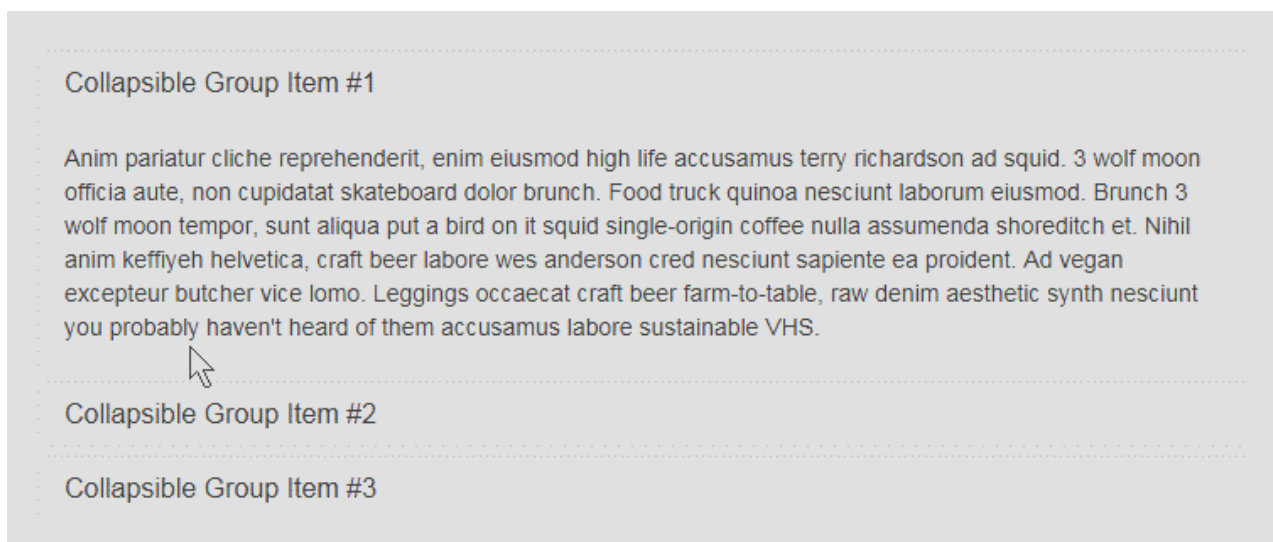 Collapsible Group Item #1
Anim pariatur cliche reprehenderit, enim eiusmod high life accusamus terry richardson ad squid. 3 wolf moon
officia aute, non cupidatat skateboard dolor brunch. Food truck quinoa nesciunt laborum eiusmod. Brunch 3
wolf moon tempor, sunt aliqua put a bird on it squid single-origin coffee nulla assumenda shoreditch et. Nihil
anim keffiyeh helvetica, craft beer labore wes anderson cred nesciunt sapiente ea proident. Ad vegan
excepteur butcher vice lomo. Leggings occaecat craft beer farm-to-table, raw denim aesthetic synth nesciunt
you probably haven't heard of them accusamus labore sustainable VHS.
Collapsible Group Item #2
Collapsible Group Item #3